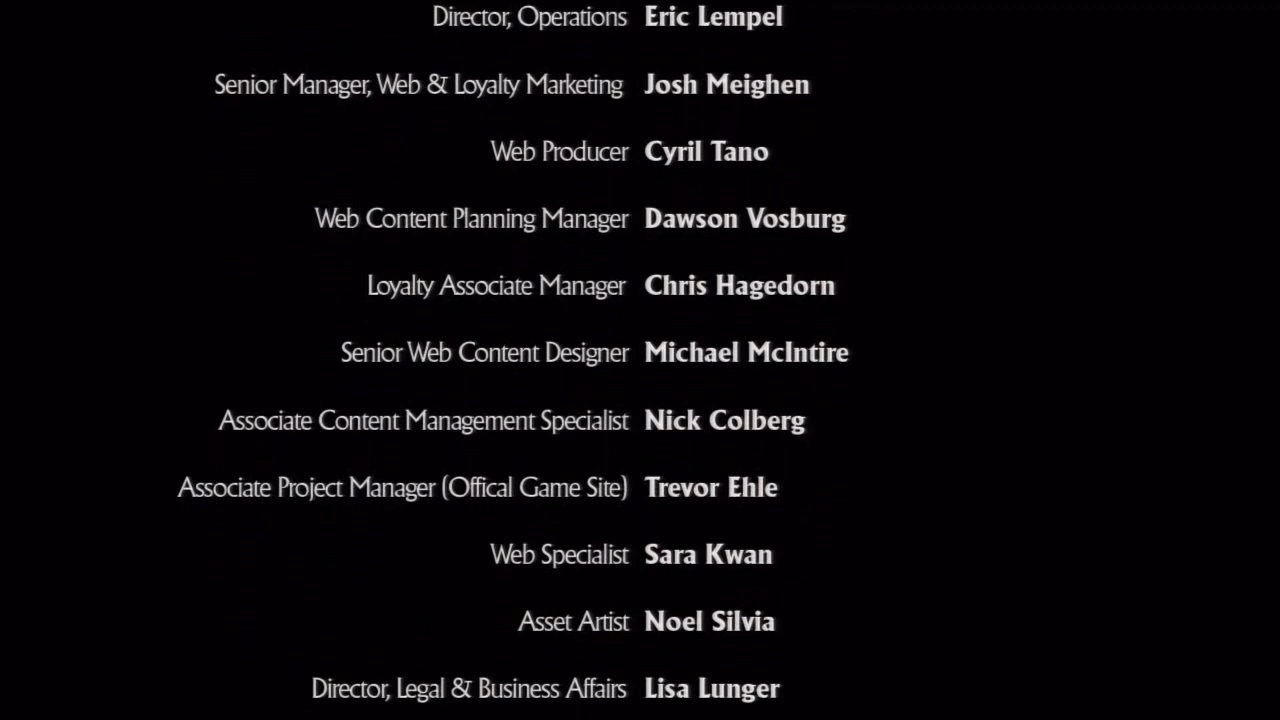 Director, Operations Eric Lempel
Senior Manager, Web & Loyalty Marketing Josh Meighen
Web Producer Cyril Tano
Web Content Planning Manager Dawson Vosburg
Loyalty Associate Manager Chris Hagedorn
Senior Web Content Designer Michael McIntire
Associate Content Management Specialist Nick Colberg
Associate Project Manager (Offical Game Site) Trevor Ehle
Web Specialist Sara Kwan
Asset Artist Noel Silvia
Director, Legal & Business Affairs Lisa Lunger